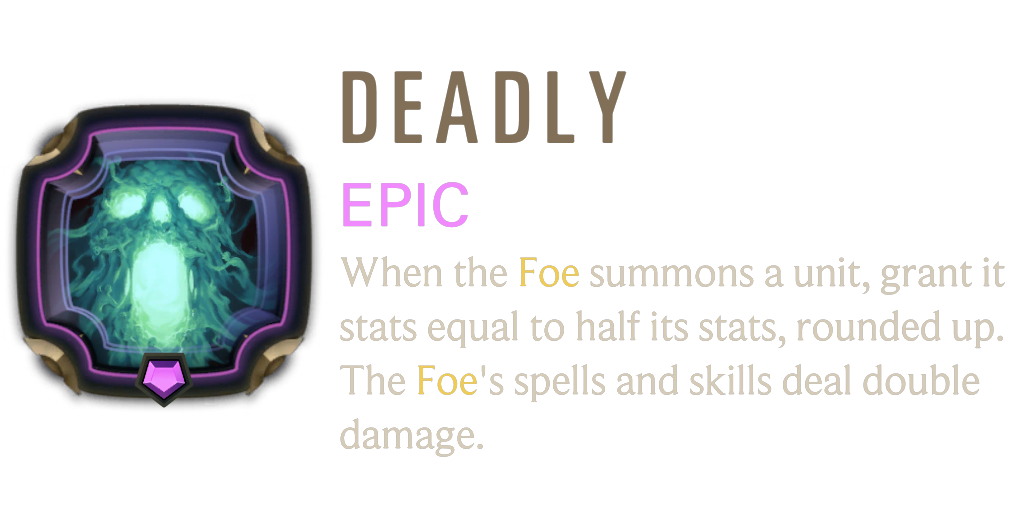 DEADLY
EPIC
When the Foe summons a unit, grant it
stats equal to half its stats, rounded up.
The Foe's spells and skills deal double
damage.